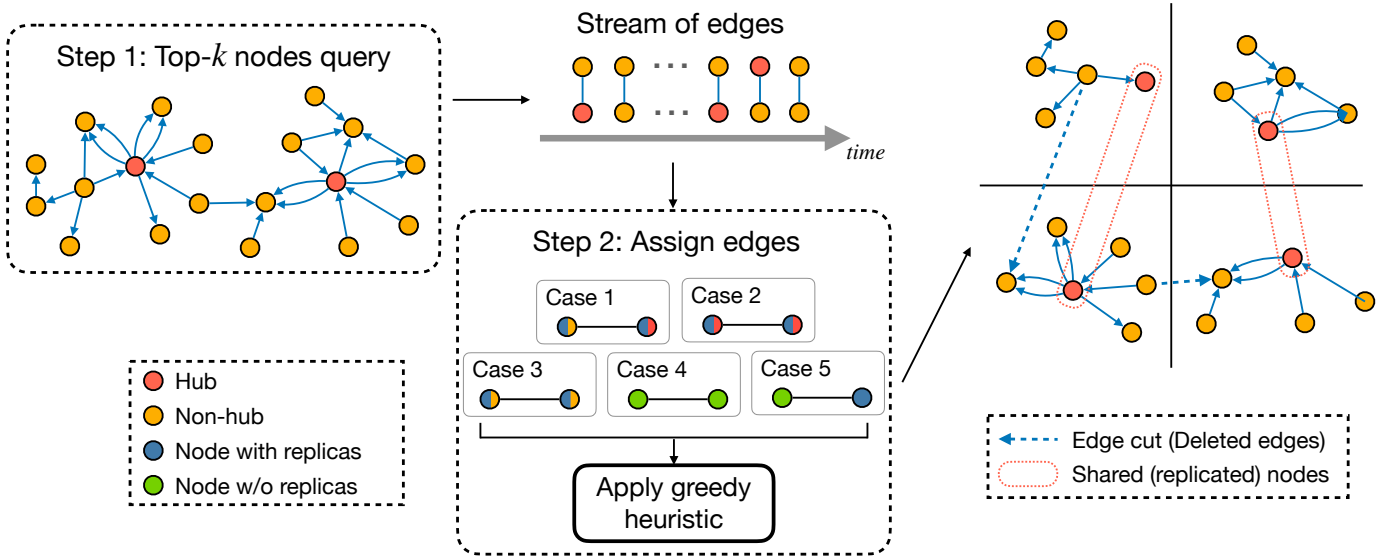 Step 1: Top-k nodes query
Stream of edges
...
...
time
Step 2: Assign edges
Case 1
Case 2
Case 3
Case 4
Case 5
Apply greedy
heuristic
Hub
Non-hub
Node with replicas
Node w/o replicas
Edge cut (Deleted edges)
Shared (replicated) nodes